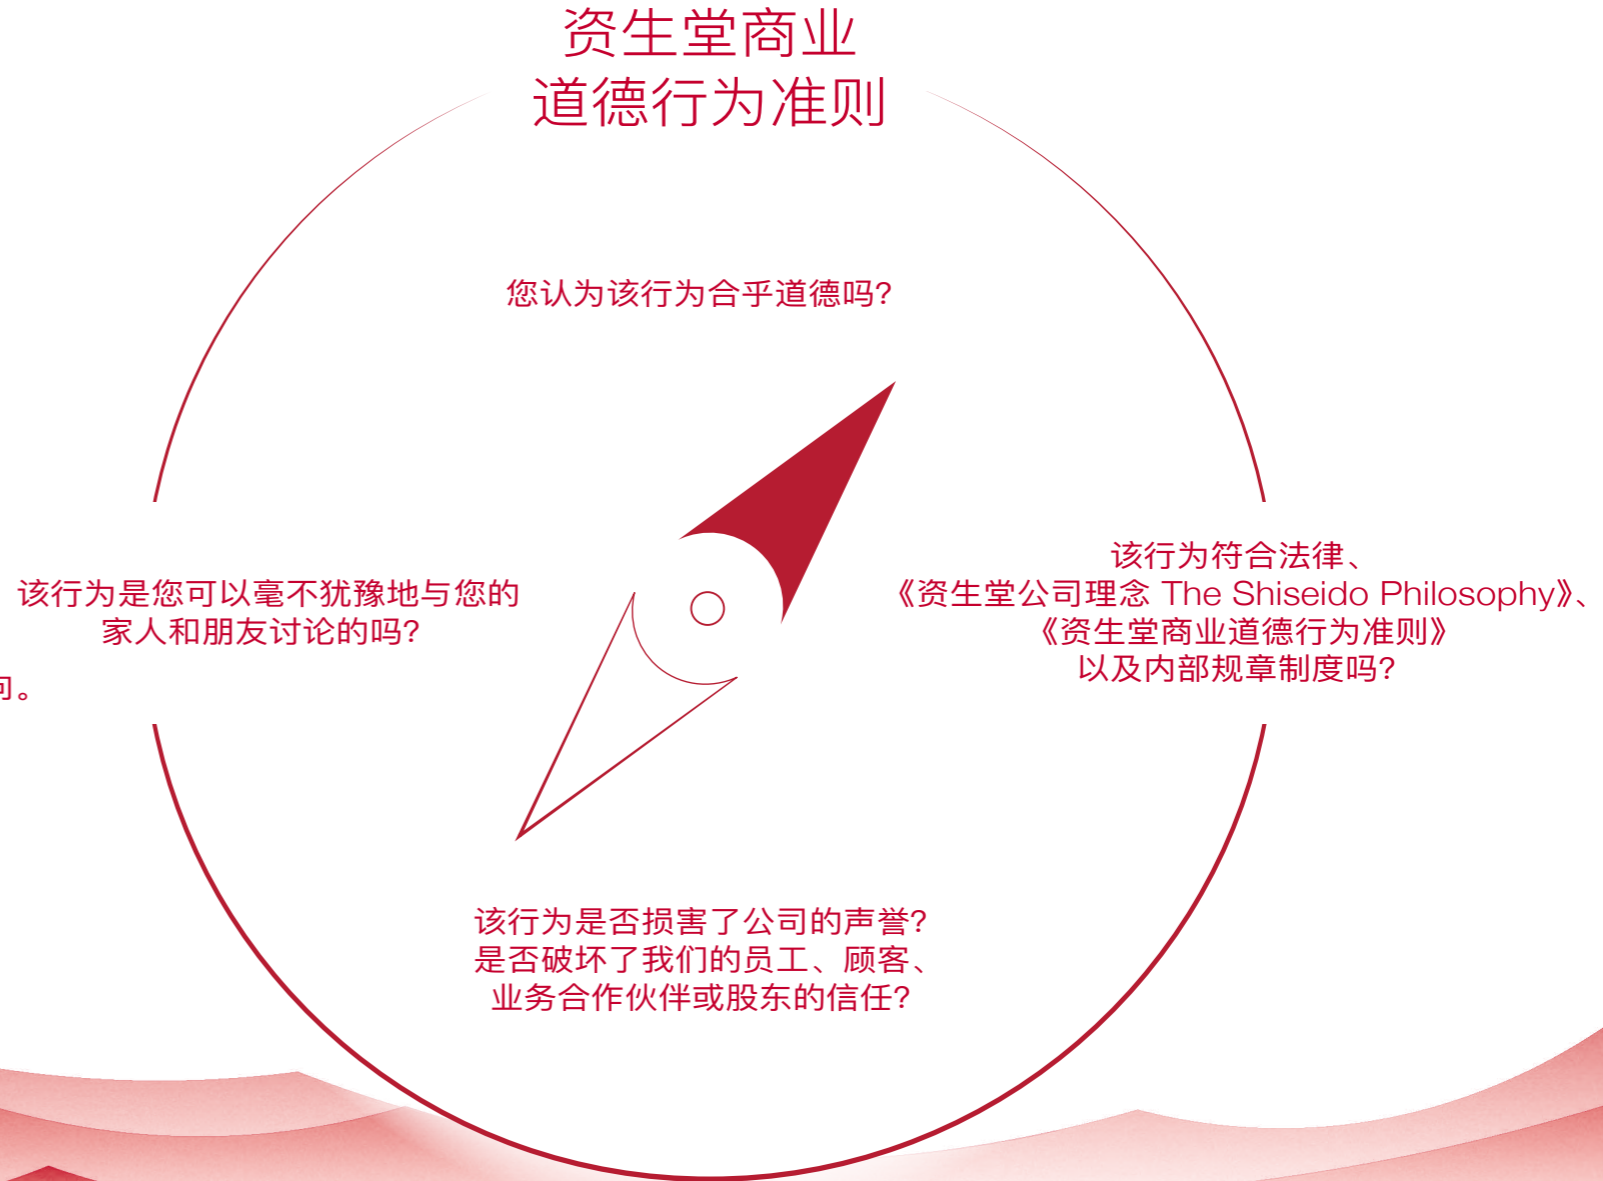 资生堂商业
道德行为准则
您认为该行为合乎道德吗?
该行为是您可以毫不犹豫地与您的
家人和朋友讨论的吗?
该行为符合法律、
《资生堂公司理念 The Shiseido Philosophy》、
《资生堂商业道德行为准则》
以及内部规章制度吗?
。
该行为是否损害了公司的声誉?
是否破坏了我们的员工、顾客、
业务合作伙伴或股东的信任?